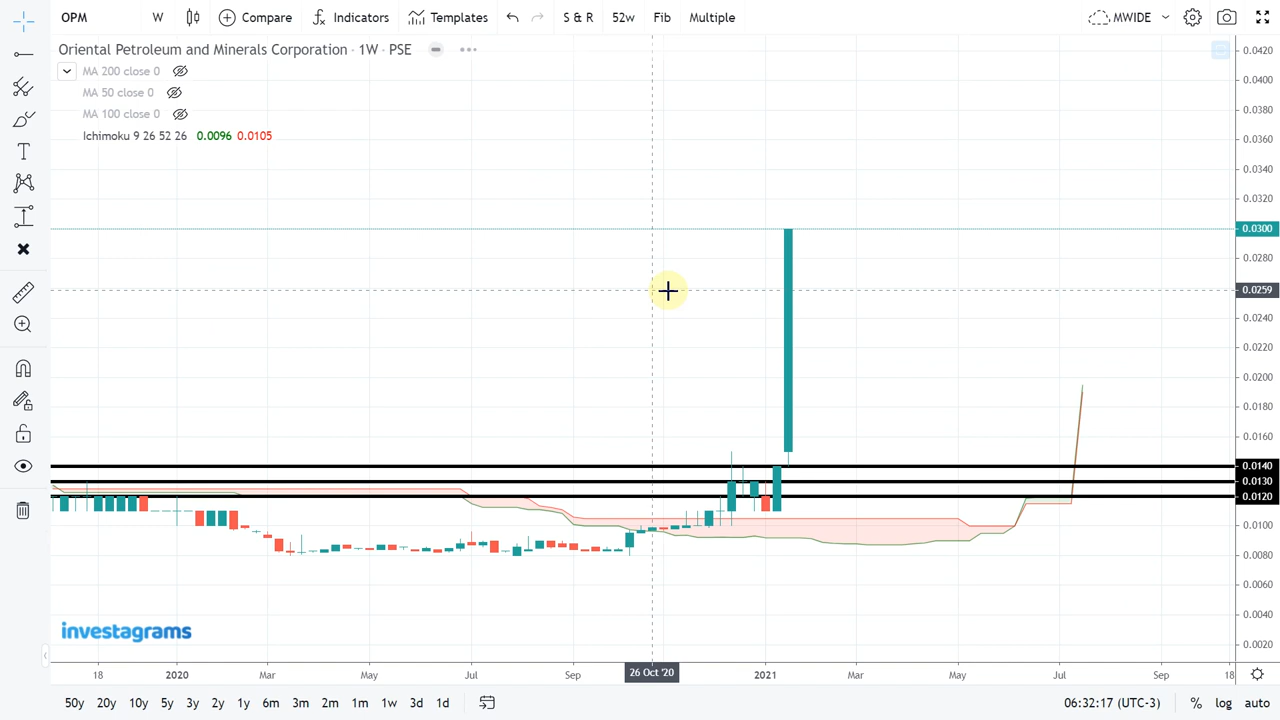 OPM W Compare Indicators Templates S & R 52w Fib Multiple MWIDE
Oriental Petroleum and Minerals Corporation · 1W · PSE
MA 200 close 0
MA 50 close 0
MA 100 close 0
Ichimoku 9 26 52 26 0.0096 0.0105
0.0420
0.0400
0.0380
0.0360
0.0340
0.0320
0.0300
0.0280
0.0259
0.0240
0.0220
0.0200
0.0180
0.0160
0.0140
0.0130
0.0120
0.0100
0.0080
0.0060
0.0040
0.0020
investagrams
18 2020 Mar May Jul Sep 26 Oct '20 2021 Mar May Jul Sep 18
50y 20y 10y 5y 3y 2y 1y 6m 3m 2m 1m 1w 3d 1d 06:32:17 (UTC-3) % log auto